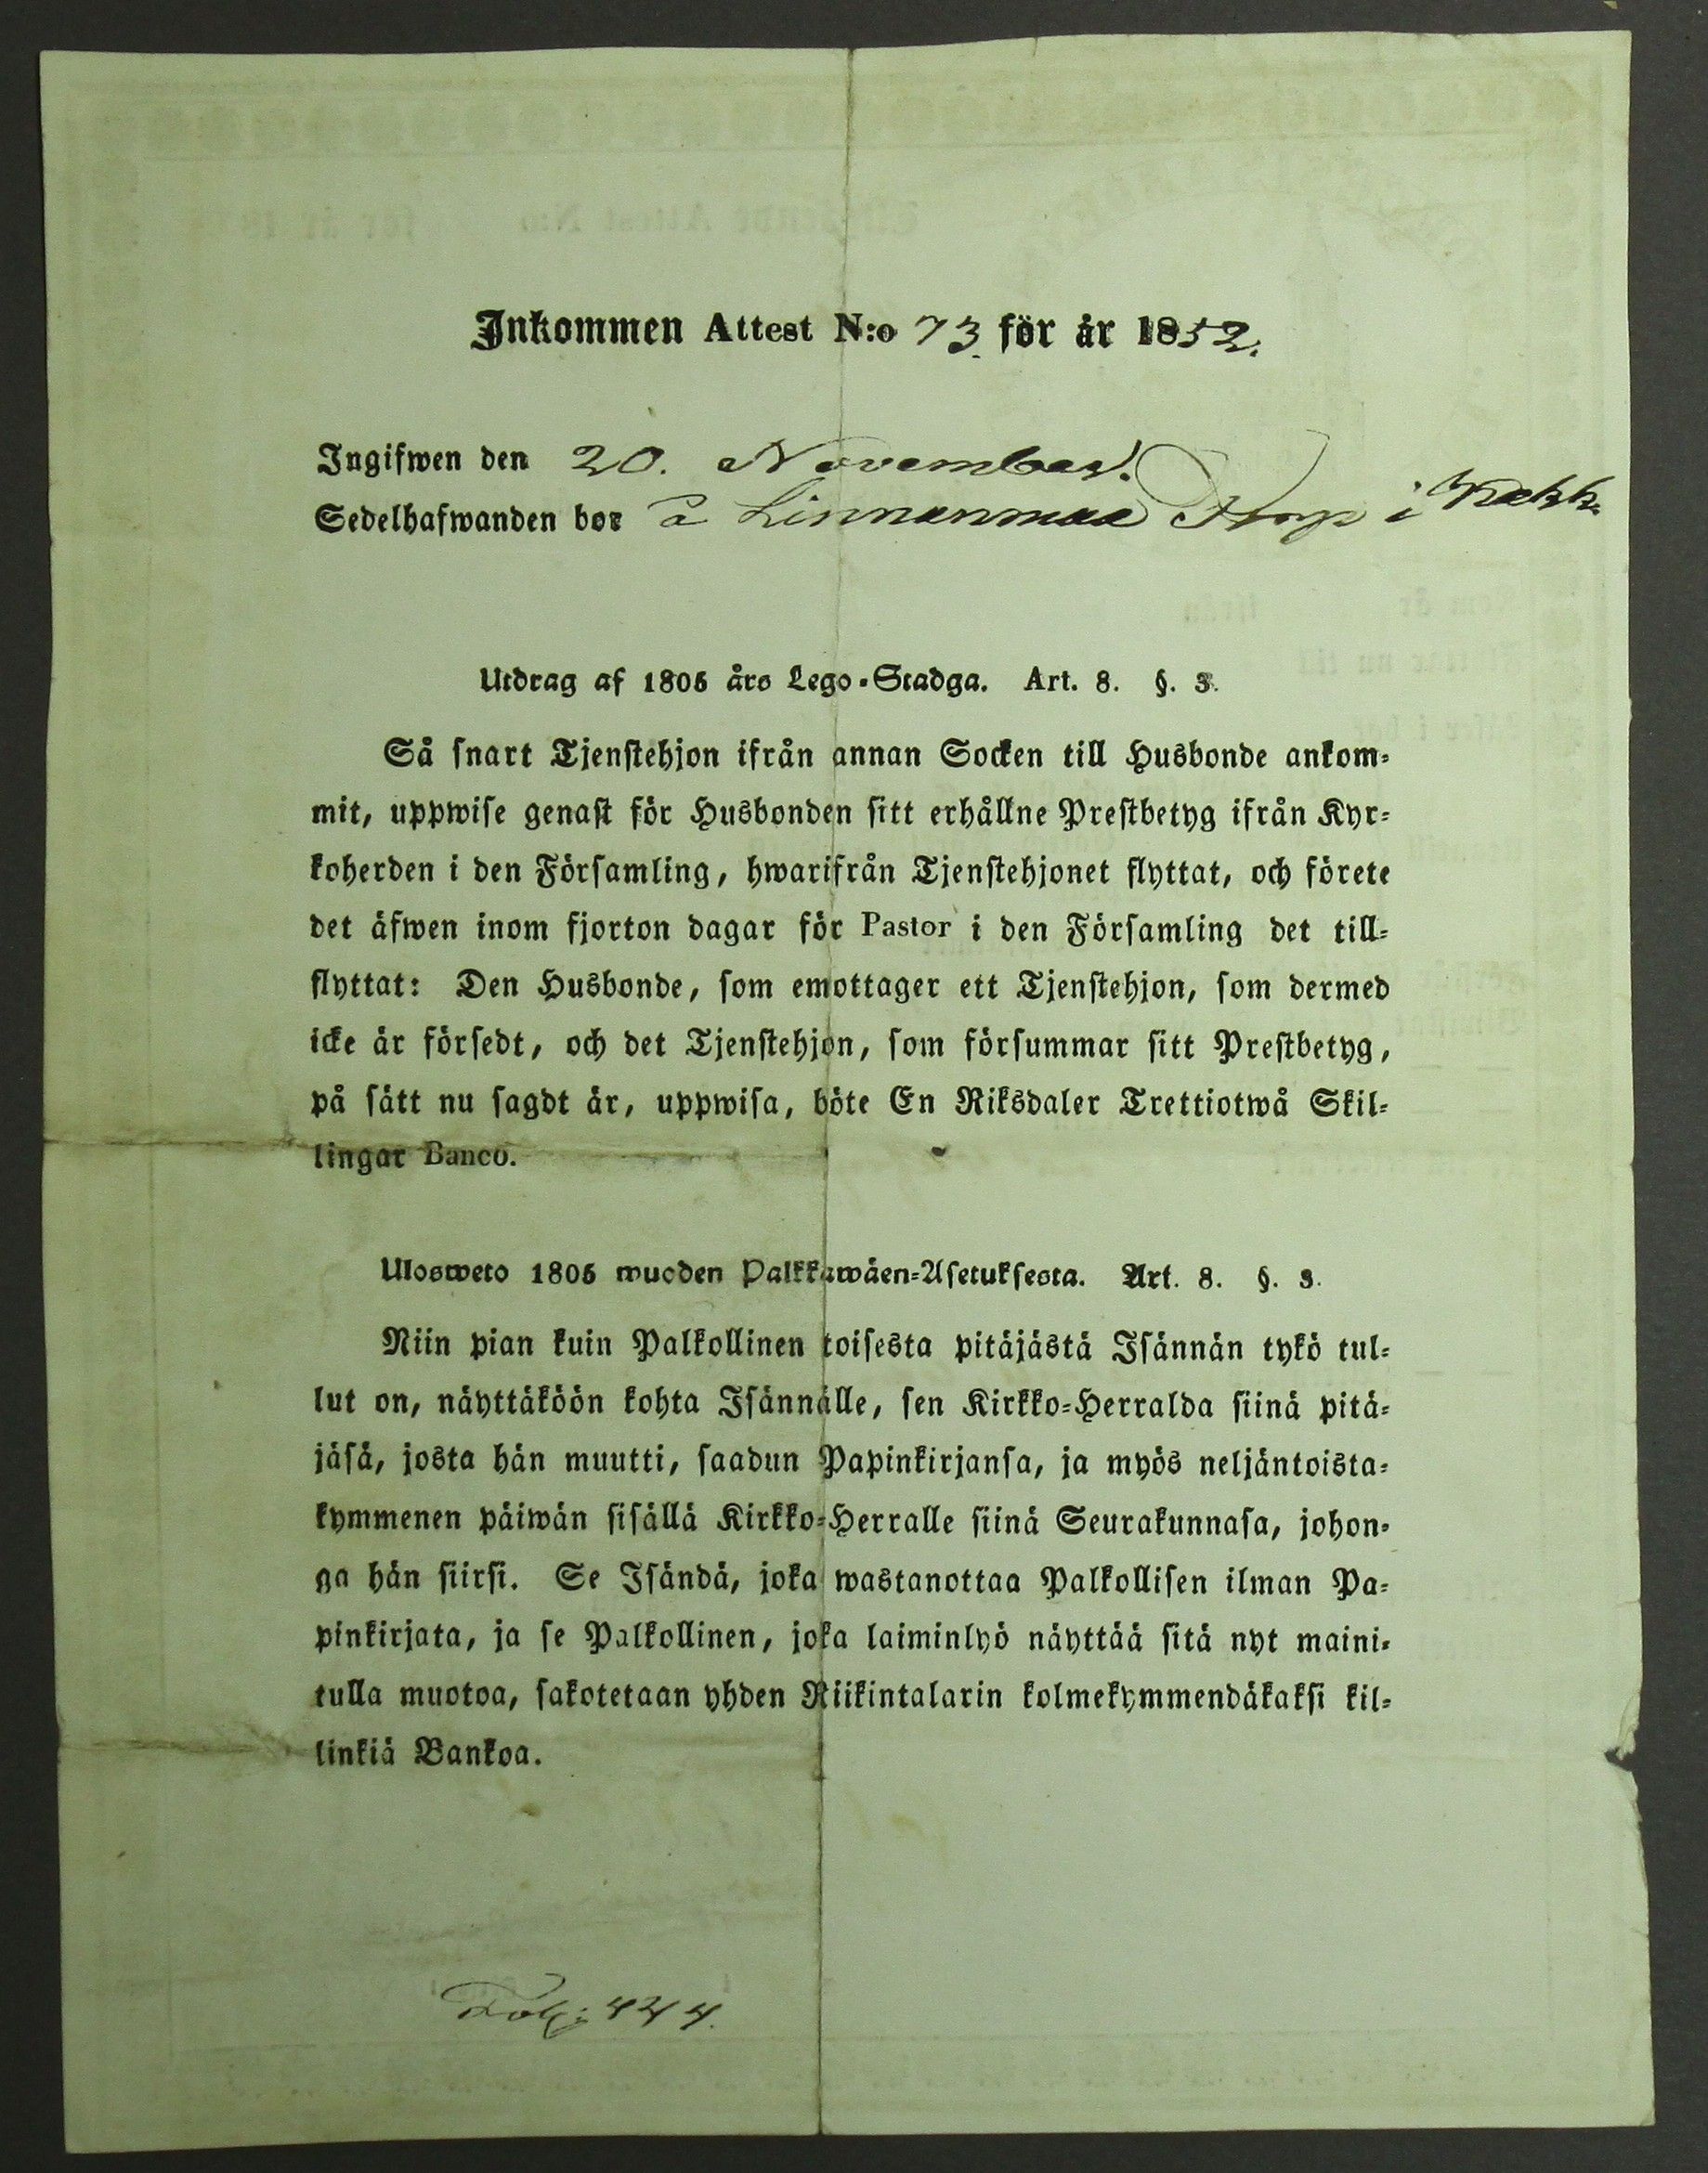 Inkommen Attest N:o 73 för år 1852.
Ingifwen den 20. November.
Sedelhafwanden bor å Linnanmaa Torp i
Utdrag af 1805 års Lego-Stadga. Art. 8. §. 3.
Så snart Tjenstehjon ifrån annan Socken till Husbonde ankom-
mit, uppwise genast för Husbonden sitt erhållne Prestbetyg ifrån Kyr-
koherden i den Församling, hwarifrån Tjenstehjonet flyttat, och förete
det äfwen inom fjorton dagar för Pastor i den Församling det till-
flyttat: Den Husbonde, som emottager ett Tjenstehjon, som dermed
icke är försedt, och det Tjenstehjon, som försummar sitt Prestbetyg,
på sätt nu sagdt är, uppwisa, böte En Riksdaler Trettiotwå Skil-
lingar Banco.
Ulosweto 1805 wuoden Palkkawäen-Asetuksesta. Art. 8. §. 3.
Niin pian kuin Palkollinen toisesta pitäjästä Isännän tykö tul-
lut on, näyttäköön kohta Isännälle, sen Kirkko-Herralda siinä pitä-
jäsä, josta hän muutti, saadun Papinkirjansa, ja myös neljäntoista-
kymmenen päiwän sisällä Kirkko-Herralle siinä Seurakunnasa, johon-
ga hän siirsi. Se Isändä, joka wastanottaa Palkollisen ilman Pa-
pinkirjata, ja se Palkollinen, joka laiminlyö näyttää sitä nyt maini-
tulla muotoa, sakotetaan yhden Riikintalarin kolmekymmendäkaksi kil-
linkiä Bankoa.
444.